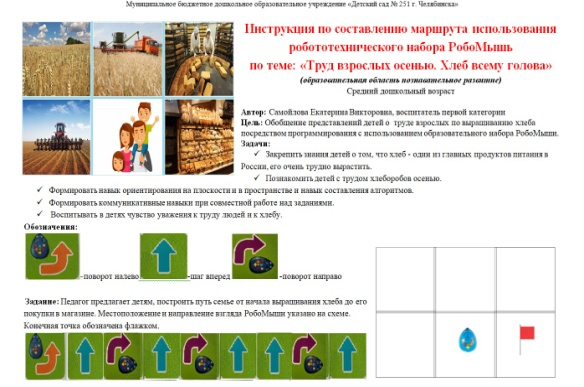 Муниципальное бюджетное дошкольное образовательное учреждение «Детский сад № 251 г. Челябинска»
Инструкция по составлению маршрута использования
робототехнического набора РобоМышь
по теме: «Труд взрослых осенью. Хлеб всему голова»
(образовательная область познавательное развитие)
Средний дошкольный возраст
Автор: Самойлова Екатерина Викторовна, воспитатель первой категории
Цель: Обобщение представлений детей о труде взрослых по выращиванию хлеба
посредством программирования с использованием образовательного набора РобоМыши.
Задачи:
✓ Закрепить знания детей о том, что хлеб - один из главных продуктов питания в
России, его очень трудно вырастить.
✓ Познакомить детей с трудом хлеборобов осенью.
✓ Формировать навык ориентирования на плоскости и в пространстве и навык составления алгоритмов.
✓ Формировать коммуникативные навыки при совместной работе над заданиями.
✓ Воспитывать в детях чувство уважения к труду людей и к хлебу.
Обозначения:
-поворот налево -шаг вперед -поворот направо
Задание: Педагог предлагает детям, построить путь семье от начала выращивания хлеба до его
покупки в магазине. Местоположение и направление взгляда РобоМыши указано на схеме.
Конечная точка обозначена флажком.